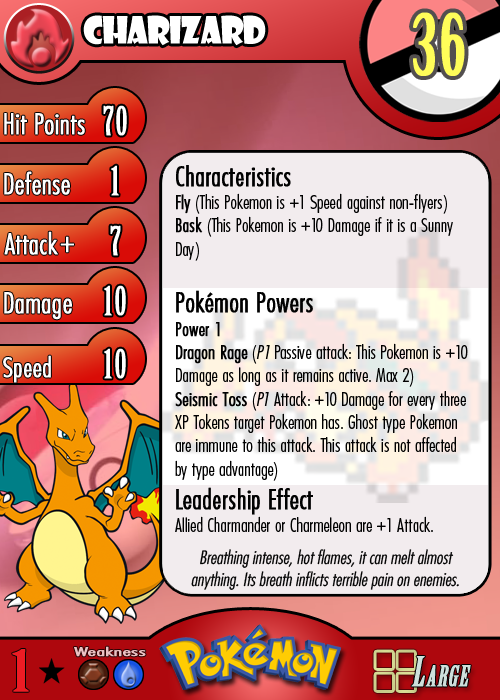 CHARIZARD
36
Hit Points 70
Defense 1
Attack+ 7
Damage 10
Speed 10
Characteristics
Fly (This Pokemon is +1 Speed against non-flyers)
Bask (This Pokemon is +10 Damage if it is a Sunny
Day)
Pokémon Powers
Power 1
Dragon Rage (P1 Passive attack: This Pokemon is +10
Damage as long as it remains active. Max 2)
Seismic Toss (P1 Attack: +10 Damage for every three
XP Tokens target Pokemon has. Ghost type Pokemon
are immune to this attack. This attack is not affected
by type advantage)
Leadership Effect
Allied Charmander or Charmeleon are +1 Attack.
Breathing intense, hot flames, it can melt almost
anything. Its breath inflicts terrible pain on enemies.
1 ★ Weakness
POKéMON
LARGE